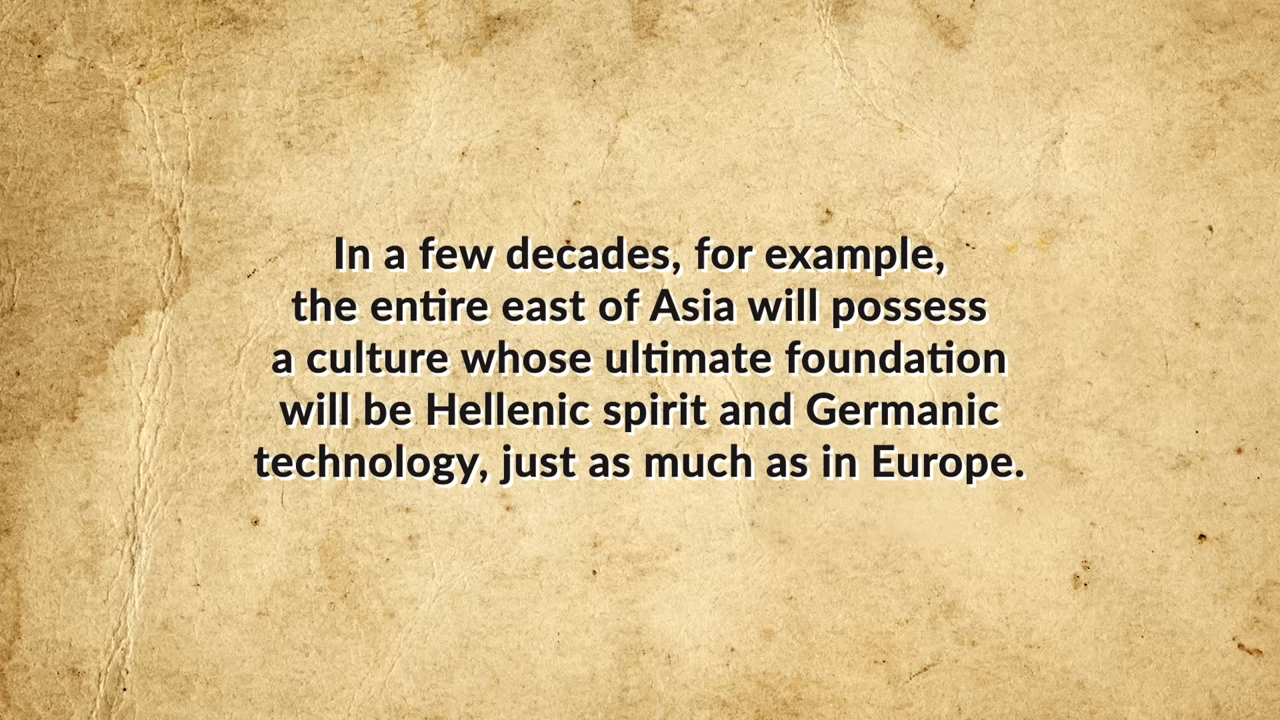 In a few decades, for example,
the entire east of Asia will possess
a culture whose ultimate foundation
will be Hellenic spirit and Germanic
technology, just as much as in Europe.